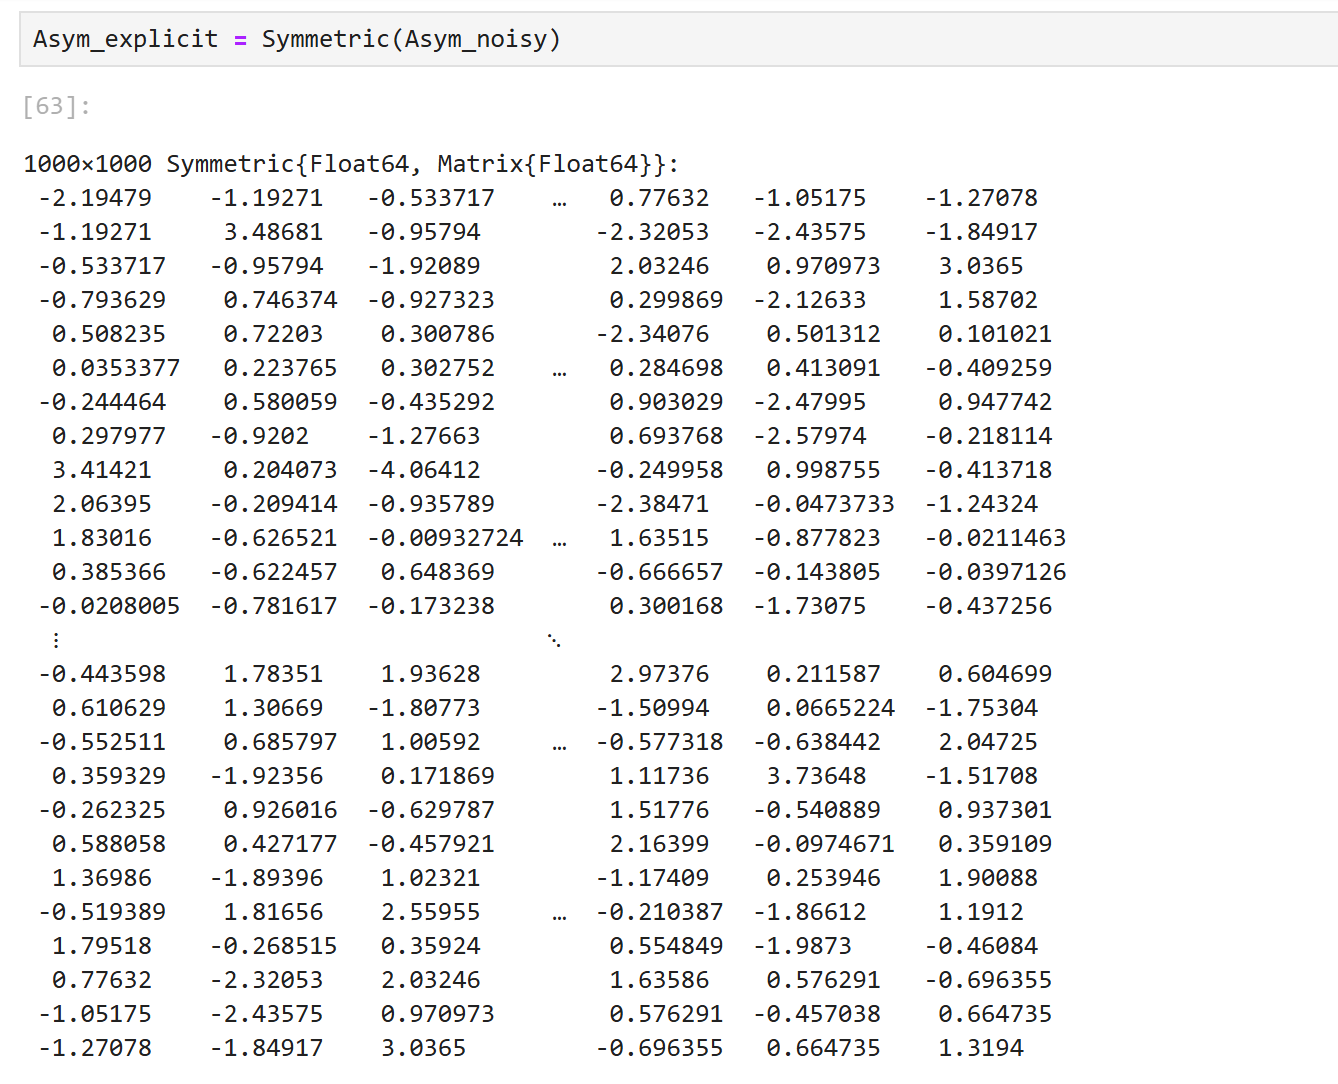 Asym_explicit = Symmetric(Asym_noisy)
[63]:
1000×1000 Symmetric{Float64, Matrix{Float64}}:
 -2.19479    -1.19271   -0.533717    …   0.77632   -1.05175    -1.27078
 -1.19271     3.48681   -0.95794        -2.32053   -2.43575    -1.84917
 -0.533717   -0.95794   -1.92089         2.03246    0.970973    3.0365
 -0.793629    0.746374  -0.927323        0.299869  -2.12633     1.58702
  0.508235    0.72203    0.300786       -2.34076    0.501312    0.101021
  0.0353377   0.223765   0.302752    …   0.284698   0.413091   -0.409259
 -0.244464    0.580059  -0.435292        0.903029  -2.47995     0.947742
  0.297977   -0.9202    -1.27663         0.693768  -2.57974    -0.218114
  3.41421     0.204073  -4.06412        -0.249958   0.998755   -0.413718
  2.06395    -0.209414  -0.935789       -2.38471   -0.0473733  -1.24324
  1.83016    -0.626521  -0.00932724  …   1.63515   -0.877823   -0.0211463
  0.385366   -0.622457   0.648369       -0.666657  -0.143805   -0.0397126
 -0.0208005  -0.781617  -0.173238        0.300168  -1.73075    -0.437256
  ⋮                                  ⋱
 -0.443598    1.78351    1.93628         2.97376    0.211587    0.604699
  0.610629    1.30669   -1.80773        -1.50994    0.0665224  -1.75304
 -0.552511    0.685797   1.00592     …  -0.577318  -0.638442    2.04725
  0.359329   -1.92356    0.171869        1.11736    3.73648    -1.51708
 -0.262325    0.926016  -0.629787        1.51776   -0.540889    0.937301
  0.588058    0.427177  -0.457921        2.16399   -0.0974671   0.359109
  1.36986    -1.89396    1.02321        -1.17409    0.253946    1.90088
 -0.519389    1.81656    2.55955     …  -0.210387  -1.86612     1.1912
  1.79518    -0.268515   0.35924         0.554849  -1.9873     -0.46084
  0.77632    -2.32053    2.03246         1.63586    0.576291   -0.696355
 -1.05175    -2.43575    0.970973        0.576291  -0.457038    0.664735
 -1.27078    -1.84917    3.0365         -0.696355   0.664735    1.3194